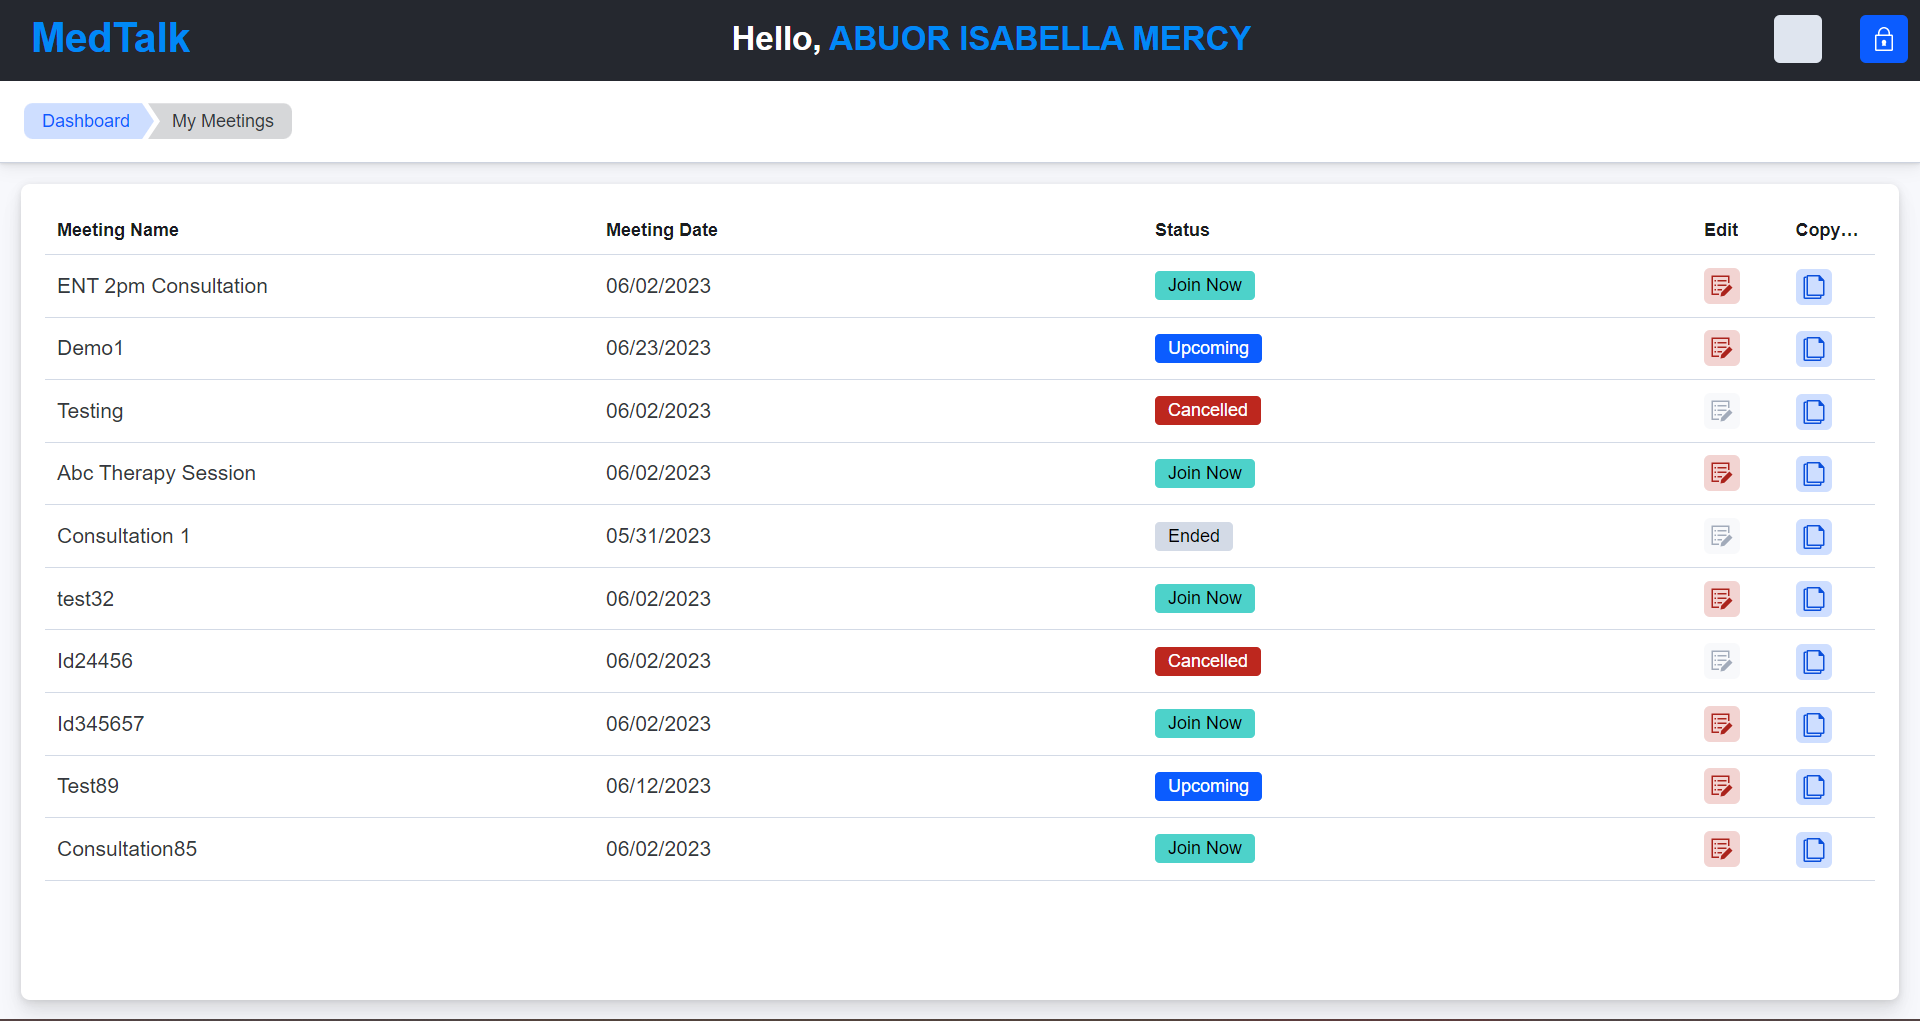 MedTalk
Hello, ABUOR ISABELLA MERCY
Dashboard My Meetings
Meeting Name Meeting Date Status Edit Copy...
ENT 2pm Consultation 06/02/2023 Join Now
Demo1 06/23/2023 Upcoming
Testing 06/02/2023 Cancelled
Abc Therapy Session 06/02/2023 Join Now
Consultation 1 05/31/2023 Ended
test32 06/02/2023 Join Now
Id24456 06/02/2023 Cancelled
Id345657 06/02/2023 Join Now
Test89 06/12/2023 Upcoming
Consultation85 06/02/2023 Join Now